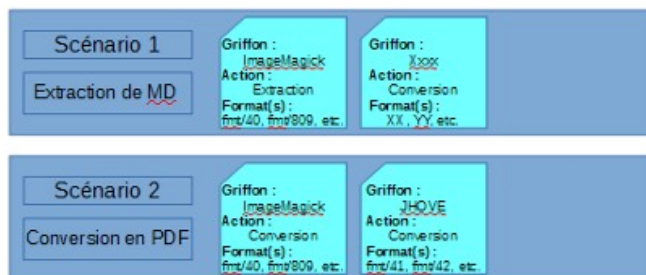 Scénario 1
Extraction de MD
Griffon :
ImageMagick
Action :
Extraction
Format(s) :
fmt/40, fmt/809, etc.
Griffon :
Xxxx
Action :
Conversion
Format(s) :
XX , YY, etc.
Scénario 2
Conversion en PDF
Griffon :
ImageMagick
Action :
Conversion
Format(s) :
fmt/40, fmt/809, etc.
Griffon :
JHOVE
Action :
Conversion
Format(s) :
fmt/41, fmt/42, etc.